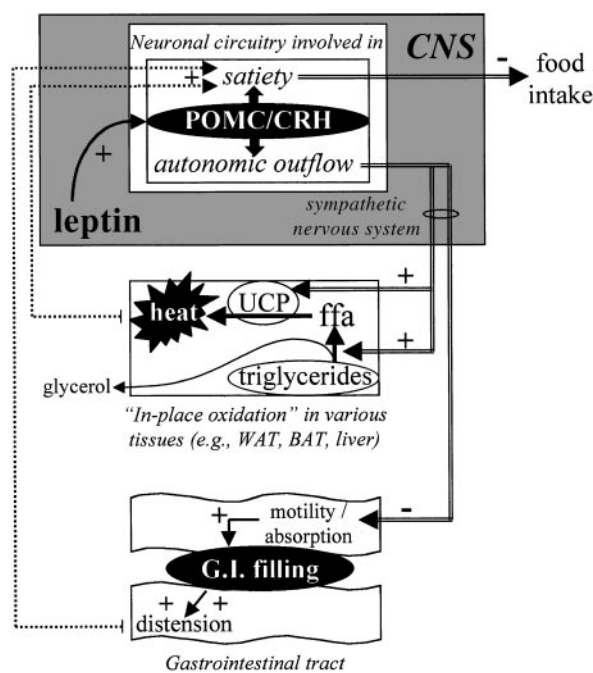 Neuronal circuitry involved in
CNS
+
satiety
-
food
intake
POMC/CRH
+
autonomic outflow
leptin
sympathetic
nervous system
+
UCP
heat
ffa
+
glycerol
triglycerides
“In-place oxidation” in various
tissues (e.g., WAT, BAT, liver)
+
motility /
absorption
-
G.I. filling
+ +
distension
Gastrointestinal tract